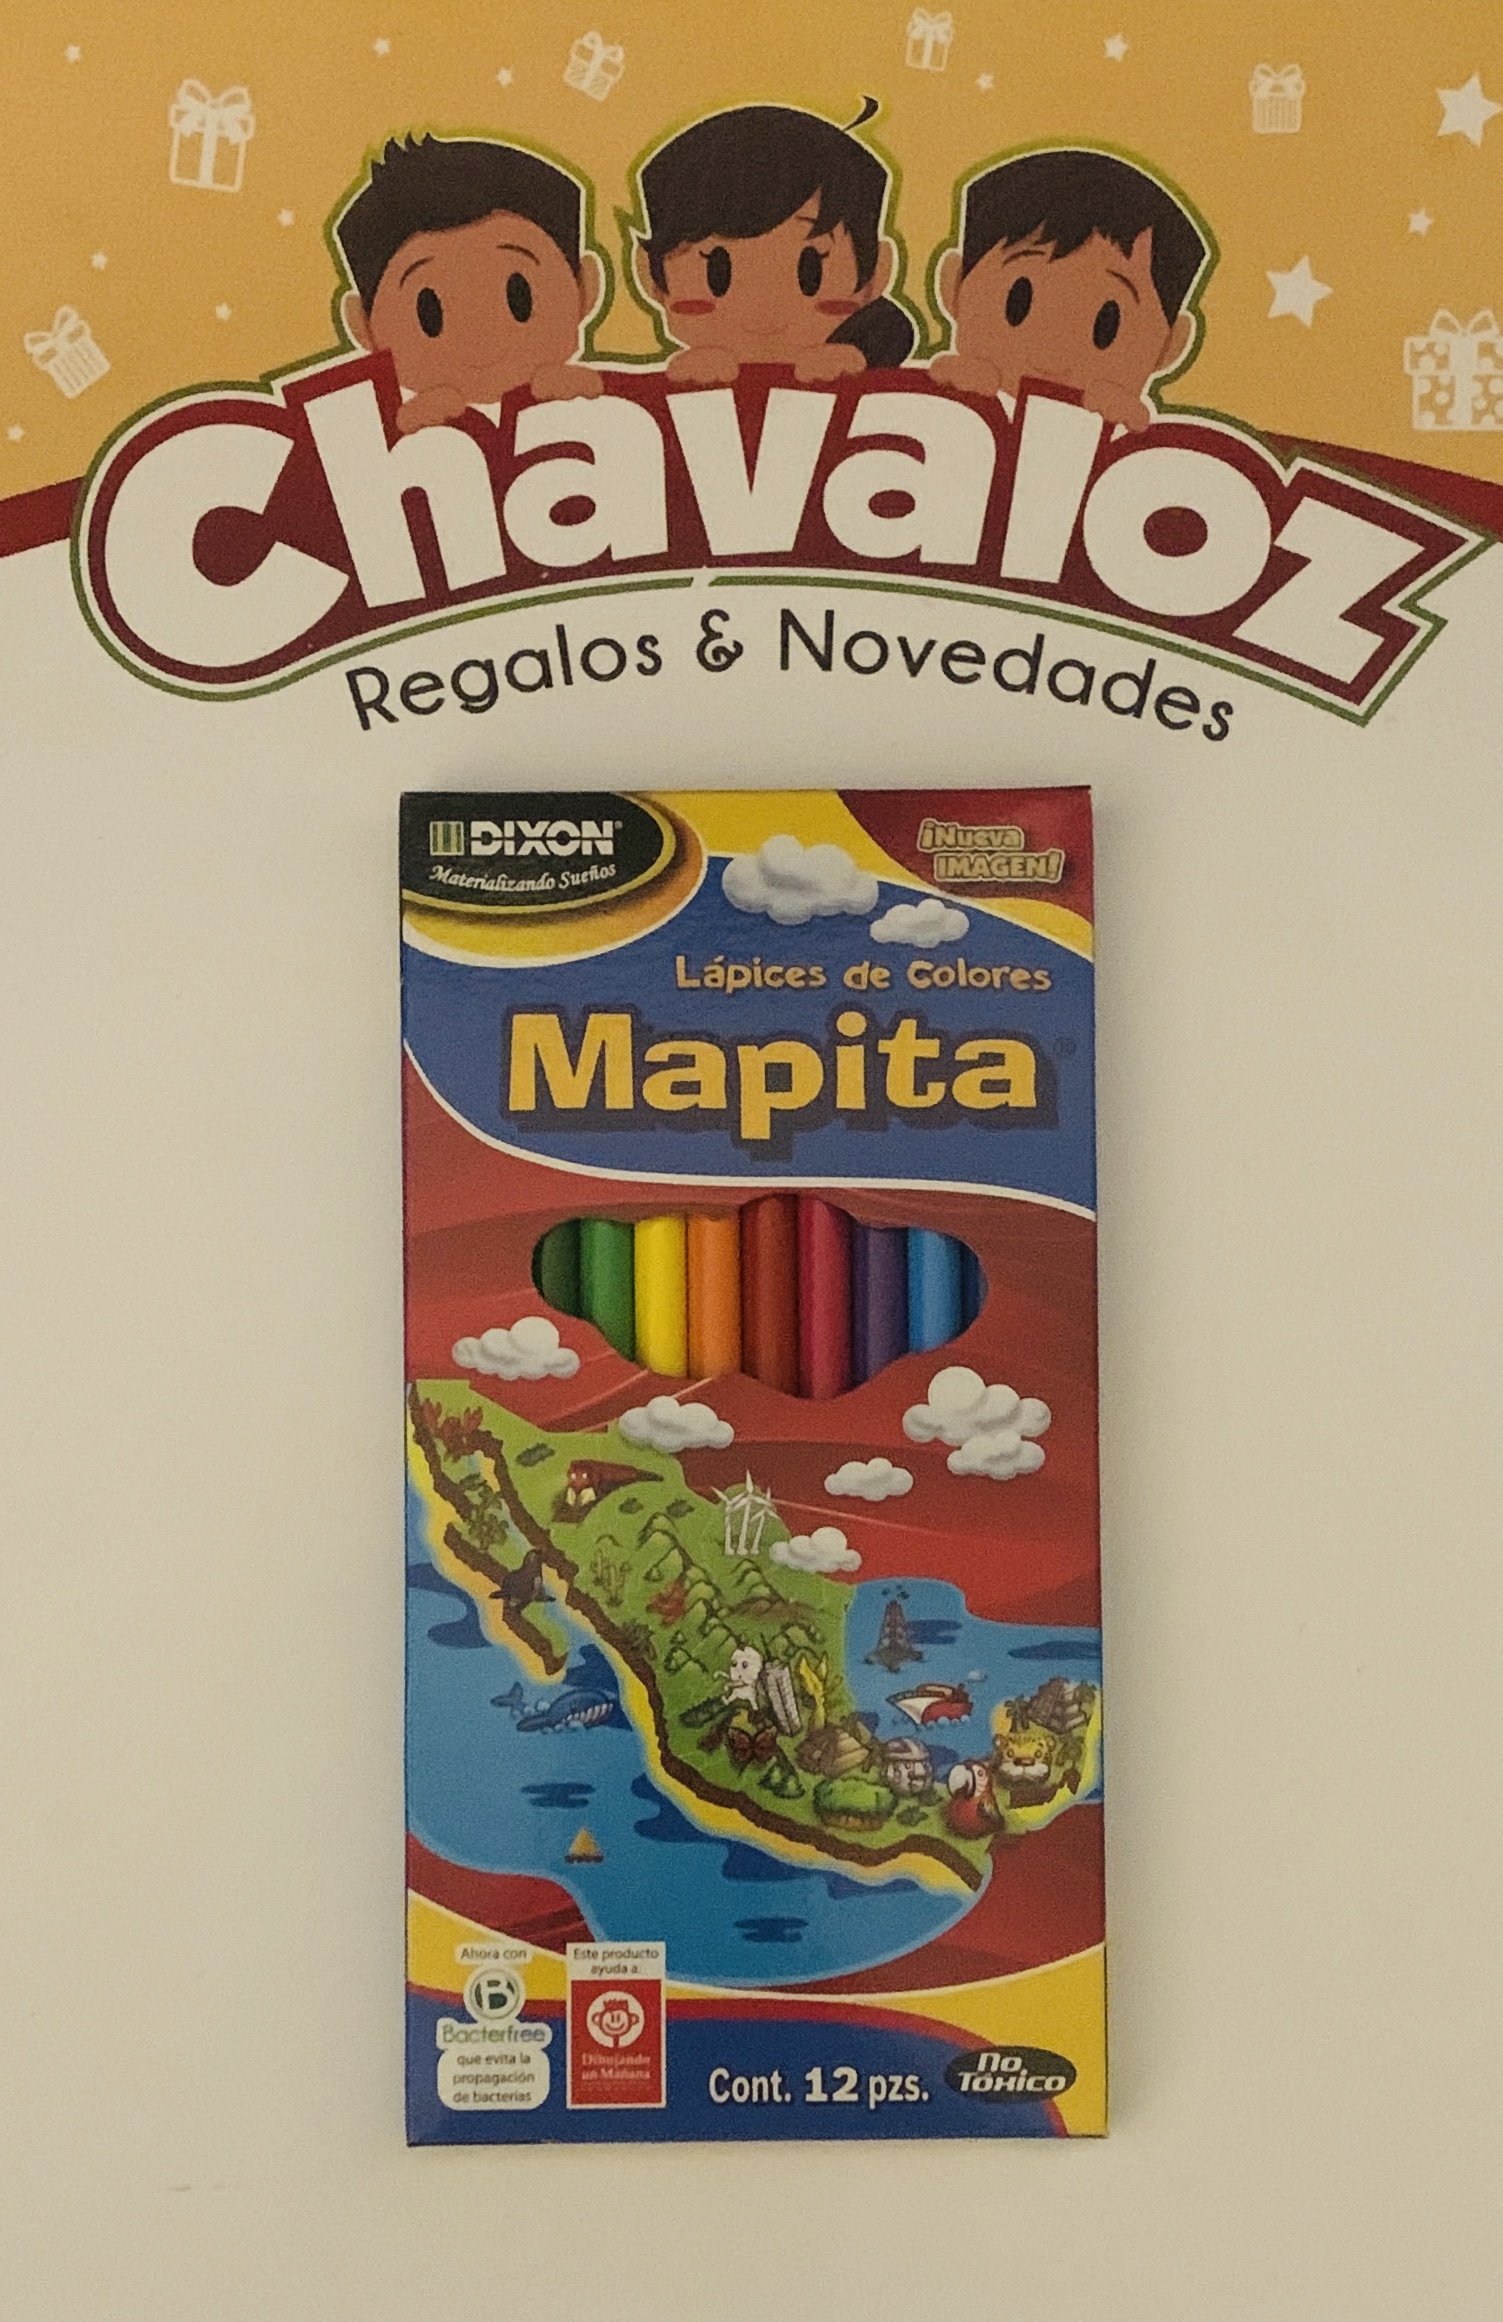 Chavaloz
Regalos & Novedades
DIXON®
Materializando Sueños
¡Nueva
IMAGEN!
Lápices de Colores
Mapita®
Ahora con
B
Bacterfree
que evita la
propagación
de bacterias
Este producto
ayuda a:
Dibujando
un Mañana
Cont. 12 pzs.
No
Tóxico